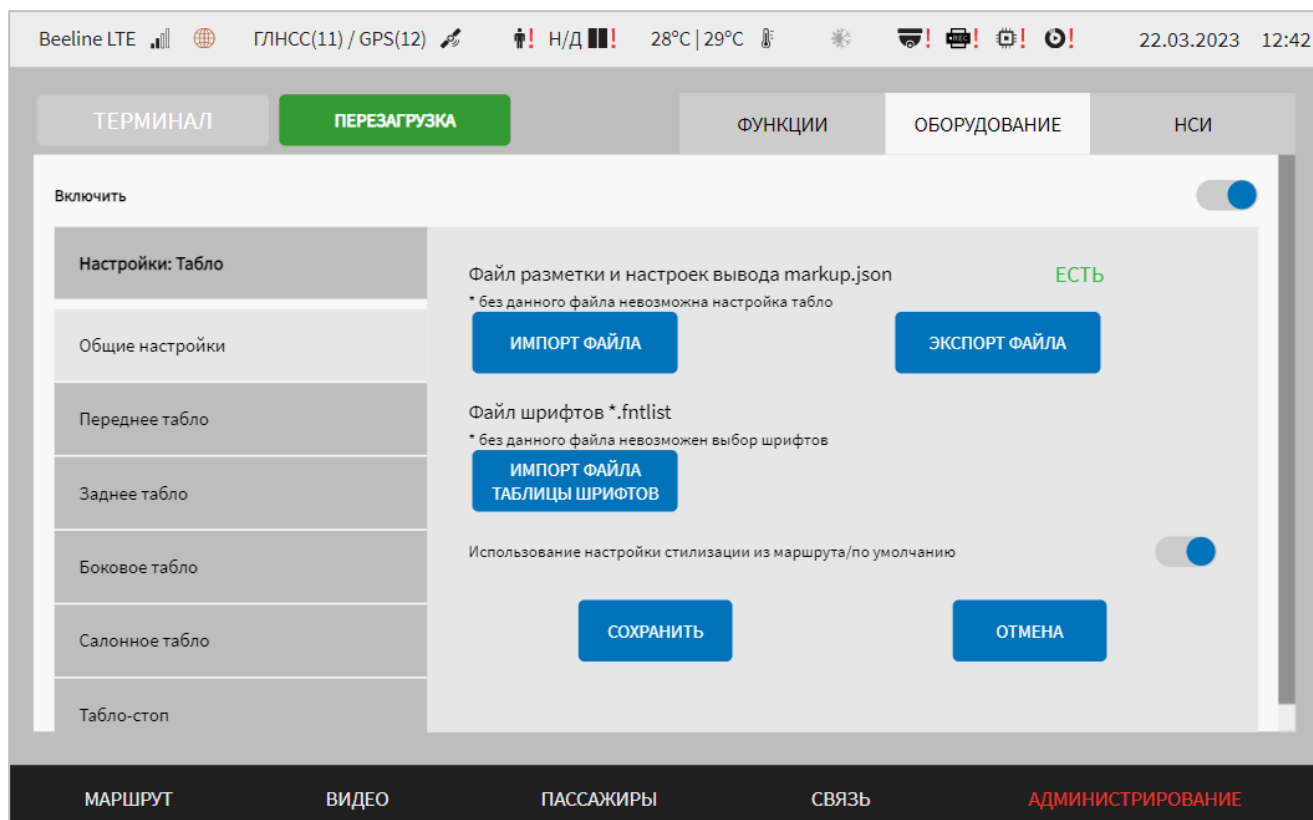 Beeline LTE ГЛНСС(11) / GPS(12) ! Н/Д ! 28°C | 29°C ! REC ! ! ! 22.03.2023 12:42
ТЕРМИНАЛ ПЕРЕЗАГРУЗКА ФУНКЦИИ ОБОРУДОВАНИЕ НСИ
Включить
Настройки: Табло
Общие настройки
Переднее табло
Заднее табло
Боковое табло
Салонное табло
Табло-стоп
Файл разметки и настроек вывода markup.json ЕСТЬ
* без данного файла невозможна настройка табло
ИМПОРТ ФАЙЛА ЭКСПОРТ ФАЙЛА
Файл шрифтов *.fntlist
* без данного файла невозможен выбор шрифтов
ИМПОРТ ФАЙЛА
ТАБЛИЦЫ ШРИФТОВ
Использование настройки стилизации из маршрута/по умолчанию
СОХРАНИТЬ ОТМЕНА
МАРШРУТ ВИДЕО ПАССАЖИРЫ СВЯЗЬ АДМИНИСТРИРОВАНИЕ